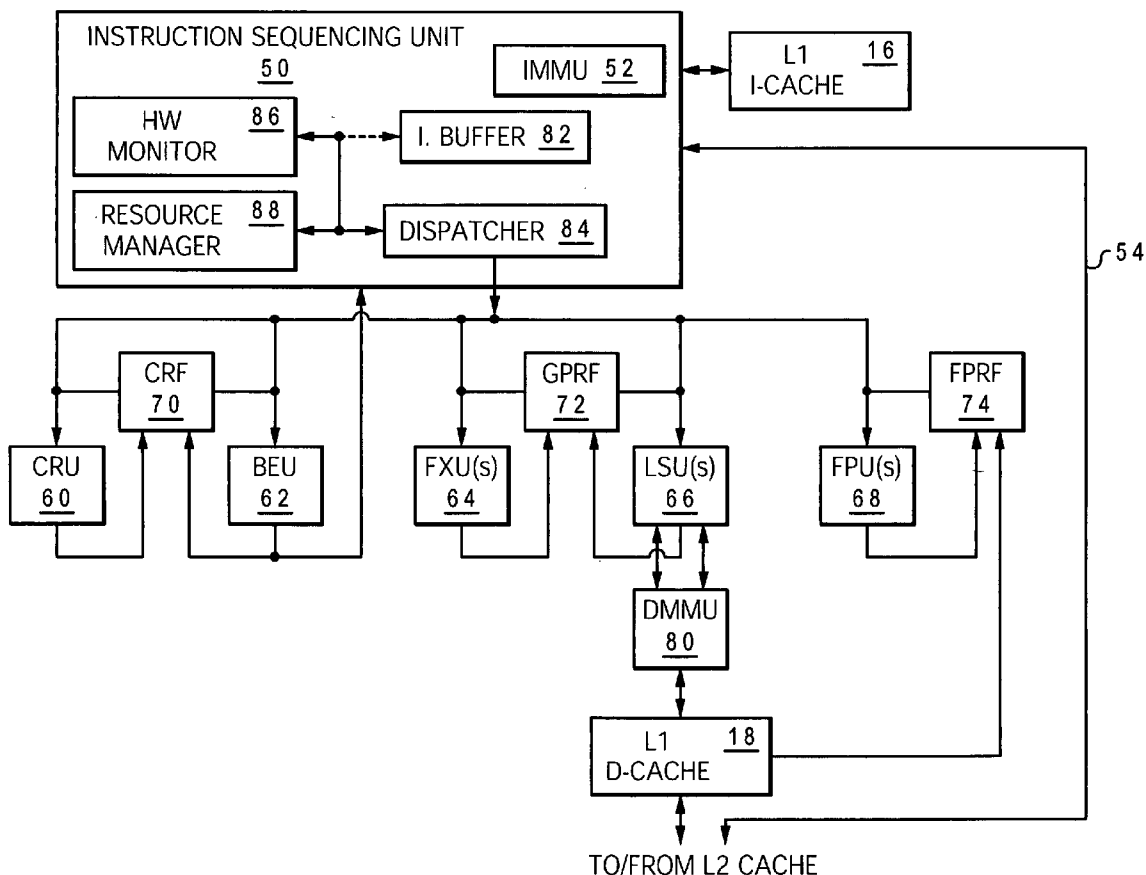 INSTRUCTION SEQUENCING UNIT
50
IMMU 52
L1 16
I-CACHE
HW 86
MONITOR
I. BUFFER 82
RESOURCE 88
MANAGER
DISPATCHER 84
54
CRF
70
GPRF
72
FPRF
74
CRU
60
BEU
62
FXU(s)
64
LSU(s)
66
FPU(s)
68
DMMU
80
L1 18
D-CACHE
TO/FROM L2 CACHE